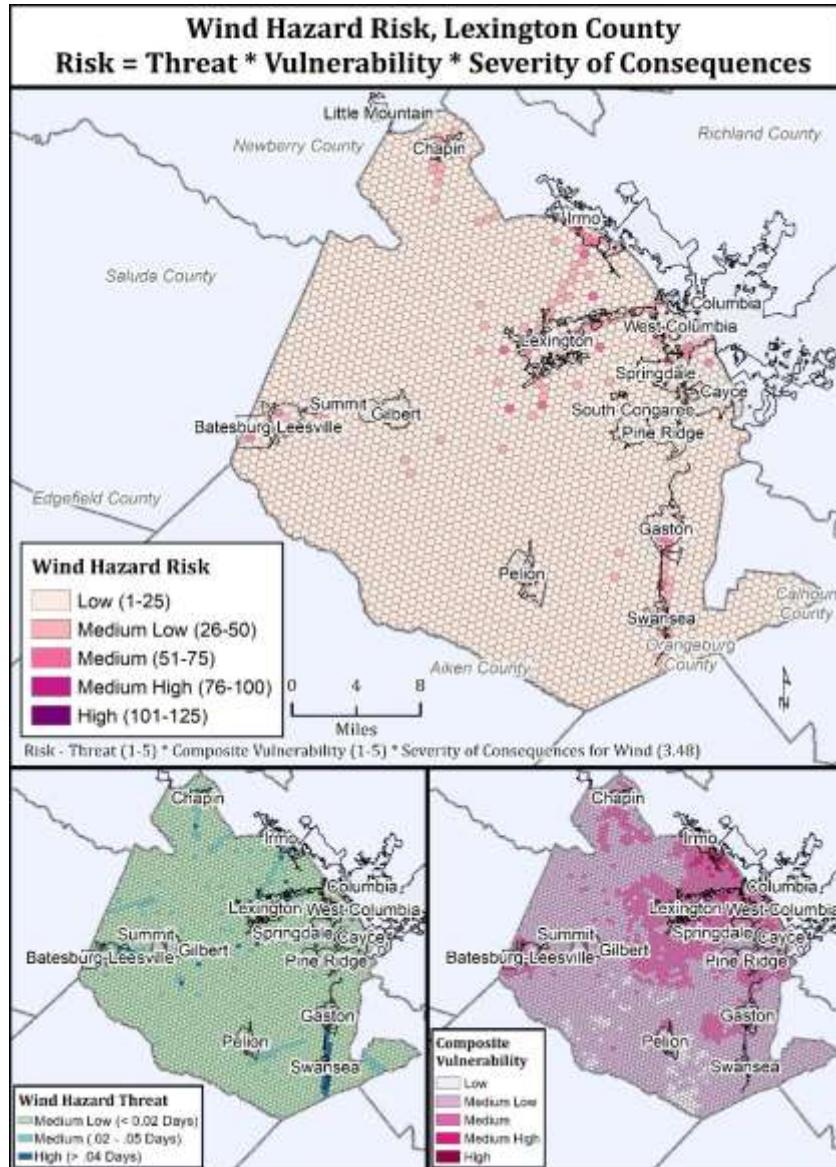 Wind Hazard Risk, Lexington County
Risk = Threat * Vulnerability * Severity of Consequences
Little Mountain
Newberry County
Richland County
Chapin
Irmo
Saluda County
Columbia
West Columbia
Lexington
Springdale
Cayce
Summit
Gilbert
South Congaree
Batesburg-Leesville
Pine Ridge
Edgefield County
Gaston
Pelion
Calhoun
County
Swansea
Orangeburg
County
Aiken County
Wind Hazard Risk
Low (1-25)
Medium Low (26-50)
Medium (51-75)
Medium High (76-100)
High (101-125)
0 4 8
Miles
N
Risk - Threat (1-5) * Composite Vulnerability (1-5) * Severity of Consequences for Wind (3.48)
Chapin
Irmo
Columbia
Lexington
West-Columbia
Summit
Springdale
Gilbert
Cayce
Batesburg-Leesville
Pine Ridge
Gaston
Pelion
Swansea
Wind Hazard Threat
Medium Low (< 0.02 Days)
Medium (.02 - .05 Days)
High (> .04 Days)
Chapin
Irmo
Columbia
Lexington
West-Columbia
Summit
Springdale
Gilbert
Cayce
Batesburg-Leesville
Pine Ridge
Gaston
Pelion
Swansea
Composite
Vulnerability
Low
Medium Low
Medium
Medium High
High